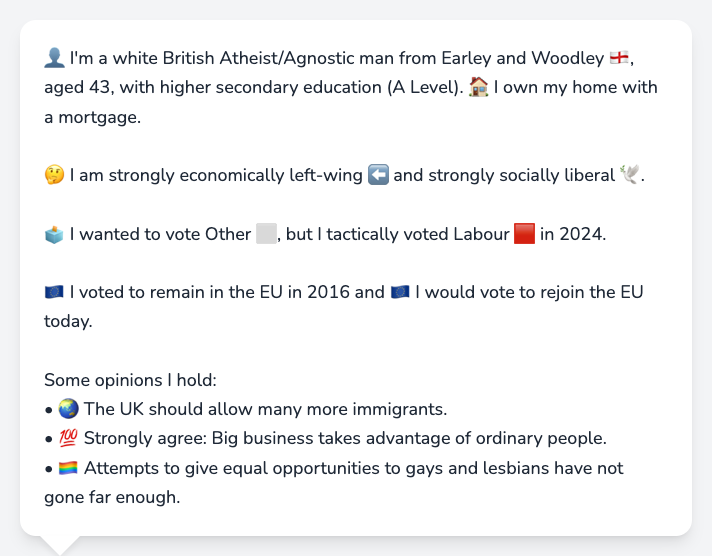 👤 I'm a white British Atheist/Agnostic man from Earley and Woodley 🏴󠁧󠁢󠁥󠁮󠁧󠁿,
aged 43, with higher secondary education (A Level). 🏠 I own my home with
a mortgage.
🤔 I am strongly economically left-wing ⬅️ and strongly socially liberal 🕊️.
🗳️ I wanted to vote Other ⬜, but I tactically voted Labour 🟥 in 2024.
🇪🇺 I voted to remain in the EU in 2016 and 🇪🇺 I would vote to rejoin the EU
today.
Some opinions I hold:
• 🌏 The UK should allow many more immigrants.
• 💯 Strongly agree: Big business takes advantage of ordinary people.
• 🏳️‍🌈 Attempts to give equal opportunities to gays and lesbians have not
gone far enough.